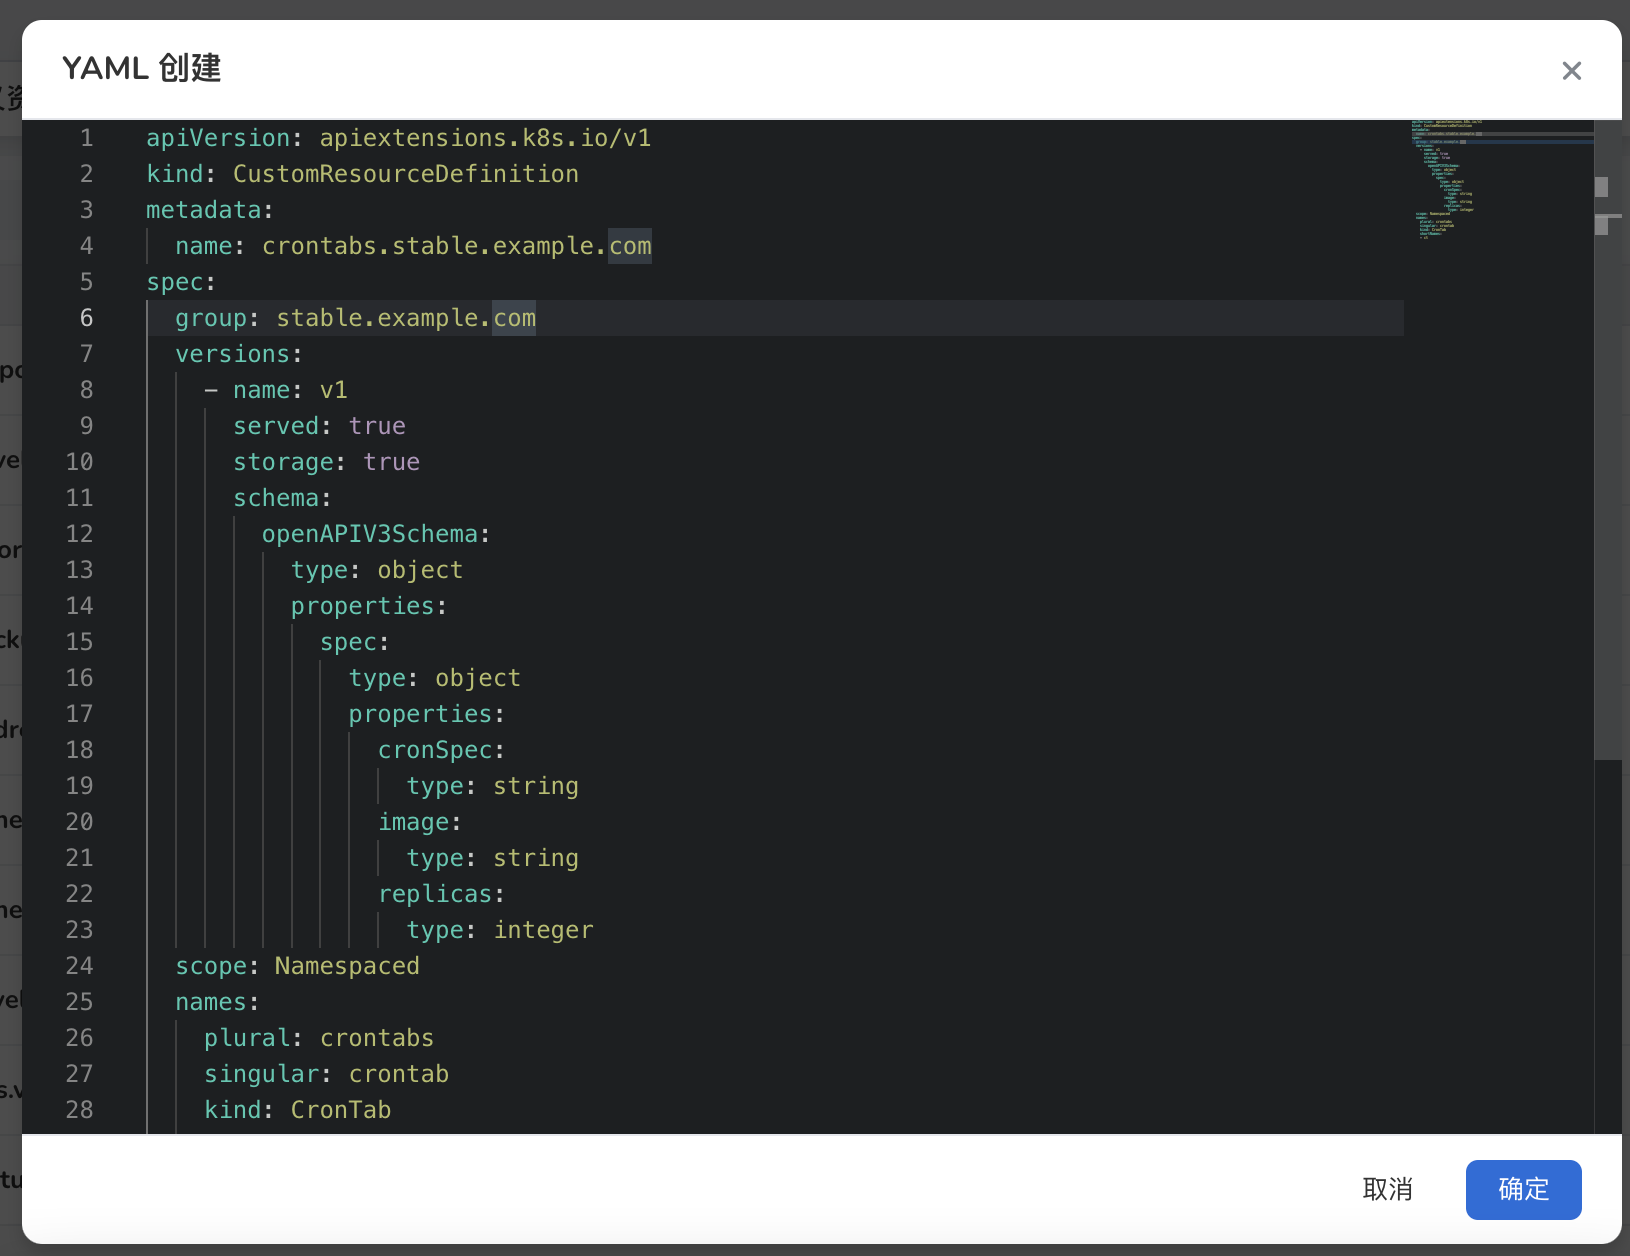 YAML 创建
1 apiVersion: apiextensions.k8s.io/v1
2 kind: CustomResourceDefinition
3 metadata:
4   name: crontabs.stable.example.com
5 spec:
6   group: stable.example.com
7   versions:
8     - name: v1
9       served: true
10       storage: true
11       schema:
12         openAPIV3Schema:
13           type: object
14           properties:
15             spec:
16               type: object
17               properties:
18                 cronSpec:
19                   type: string
20                 image:
21                   type: string
22                 replicas:
23                   type: integer
24   scope: Namespaced
25   names:
26     plural: crontabs
27     singular: crontab
28     kind: CronTab
取消
确定